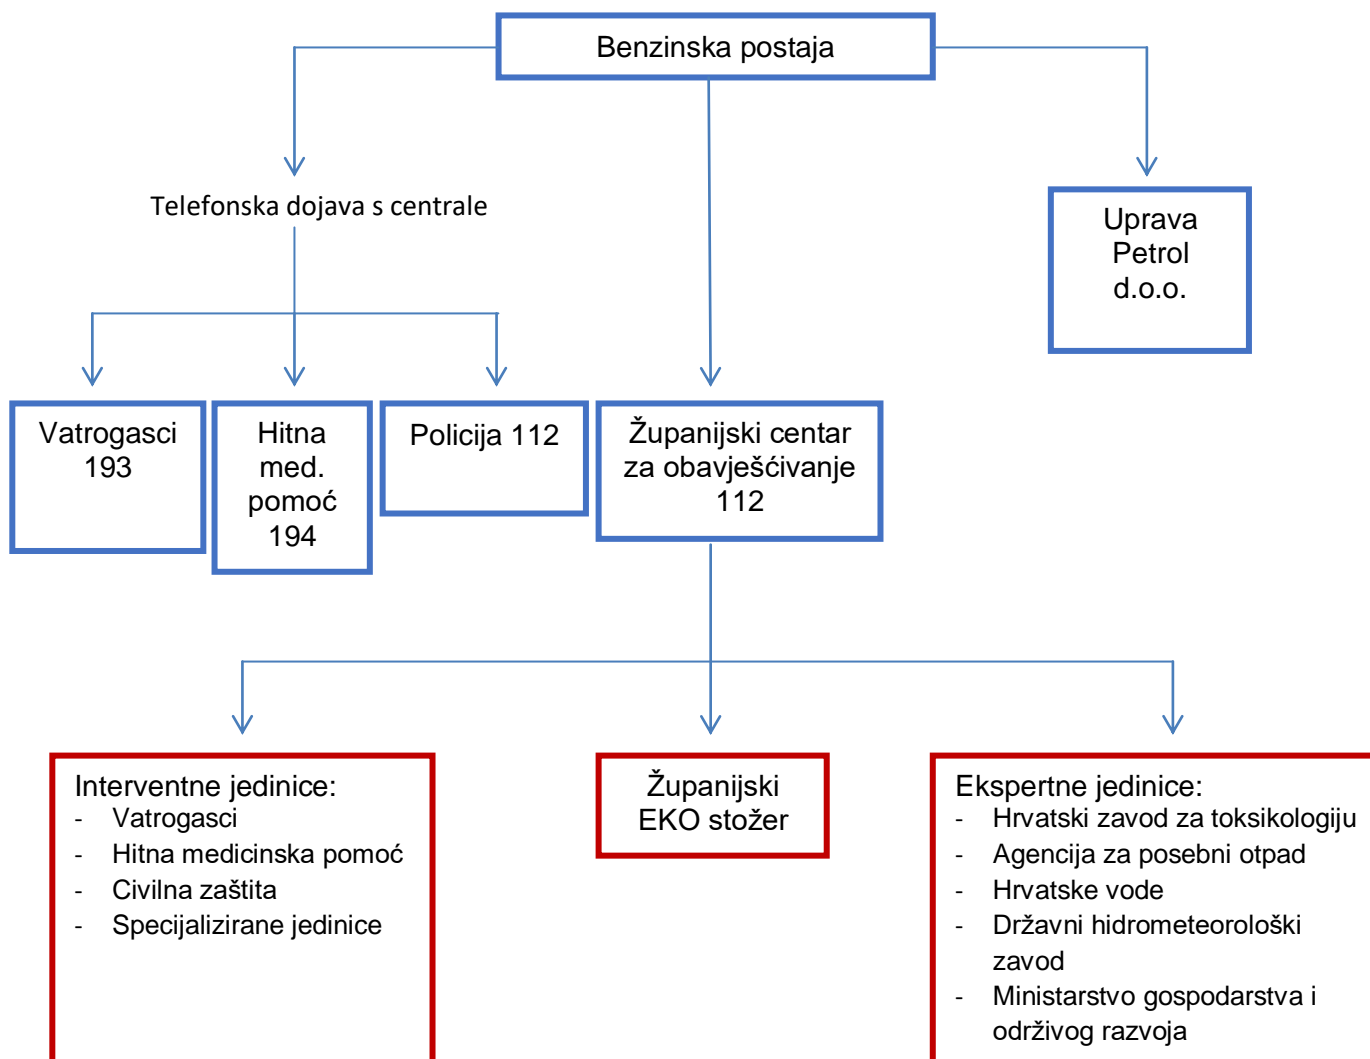 Benzinska postaja
Telefonska dojava s centrale
Uprava
Petrol
d.o.o.
Vatrogasci
193
Hitna
med.
pomoć
194
Policija 112
Županijski centar
za obavješćivanje
112
Interventne jedinice:
- Vatrogasci
- Hitna medicinska pomoć
- Civilna zaštita
- Specijalizirane jedinice
Županijski
EKO stožer
Ekspertne jedinice:
- Hrvatski zavod za toksikologiju
- Agencija za posebni otpad
- Hrvatske vode
- Državni hidrometeorološki
zavod
- Ministarstvo gospodarstva i
održivog razvoja